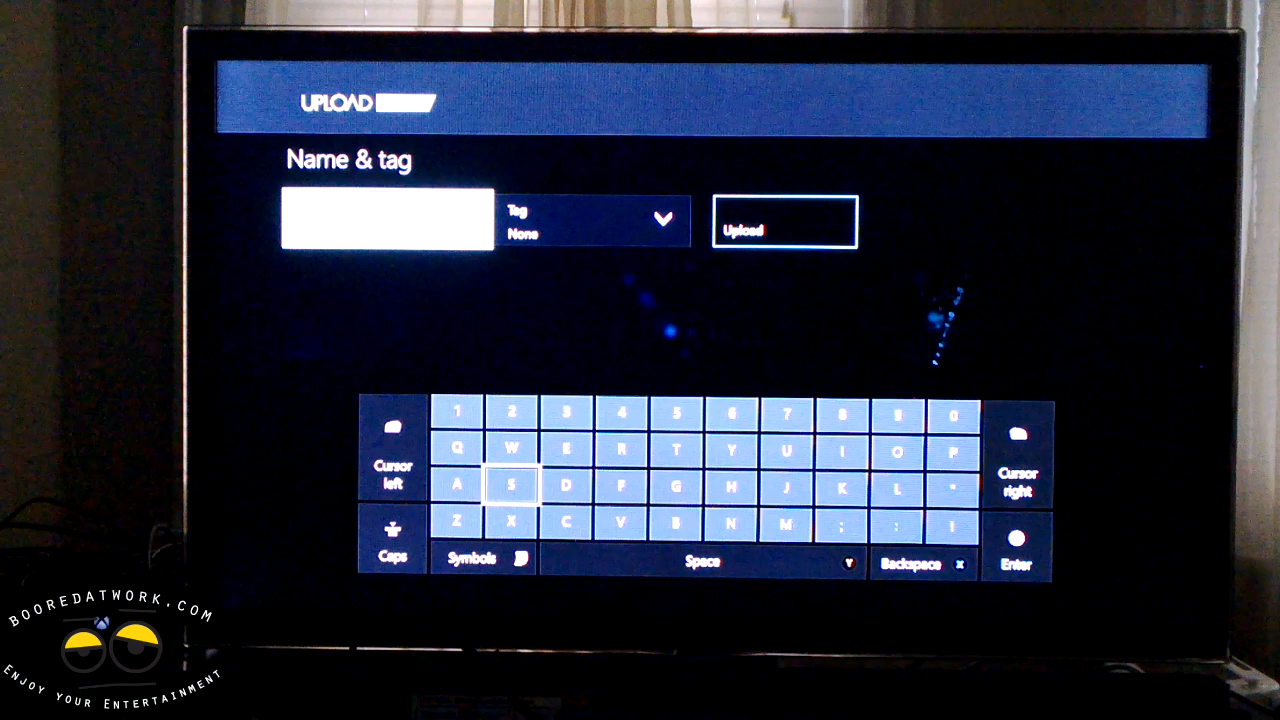 UPLOAD
Name & tag
Tag
None
Upload
1 2 3 4 5 6 7 8 9 0
Q W E R T Y U I O P
A S D F G H J K L
Z X C V B N M ; :
Cursor left
Cursor right
Caps
Symbols
Space Y
Backspace X
Enter
BOOREDATWORK.COM
ENJOY YOUR ENTERTAINMENT